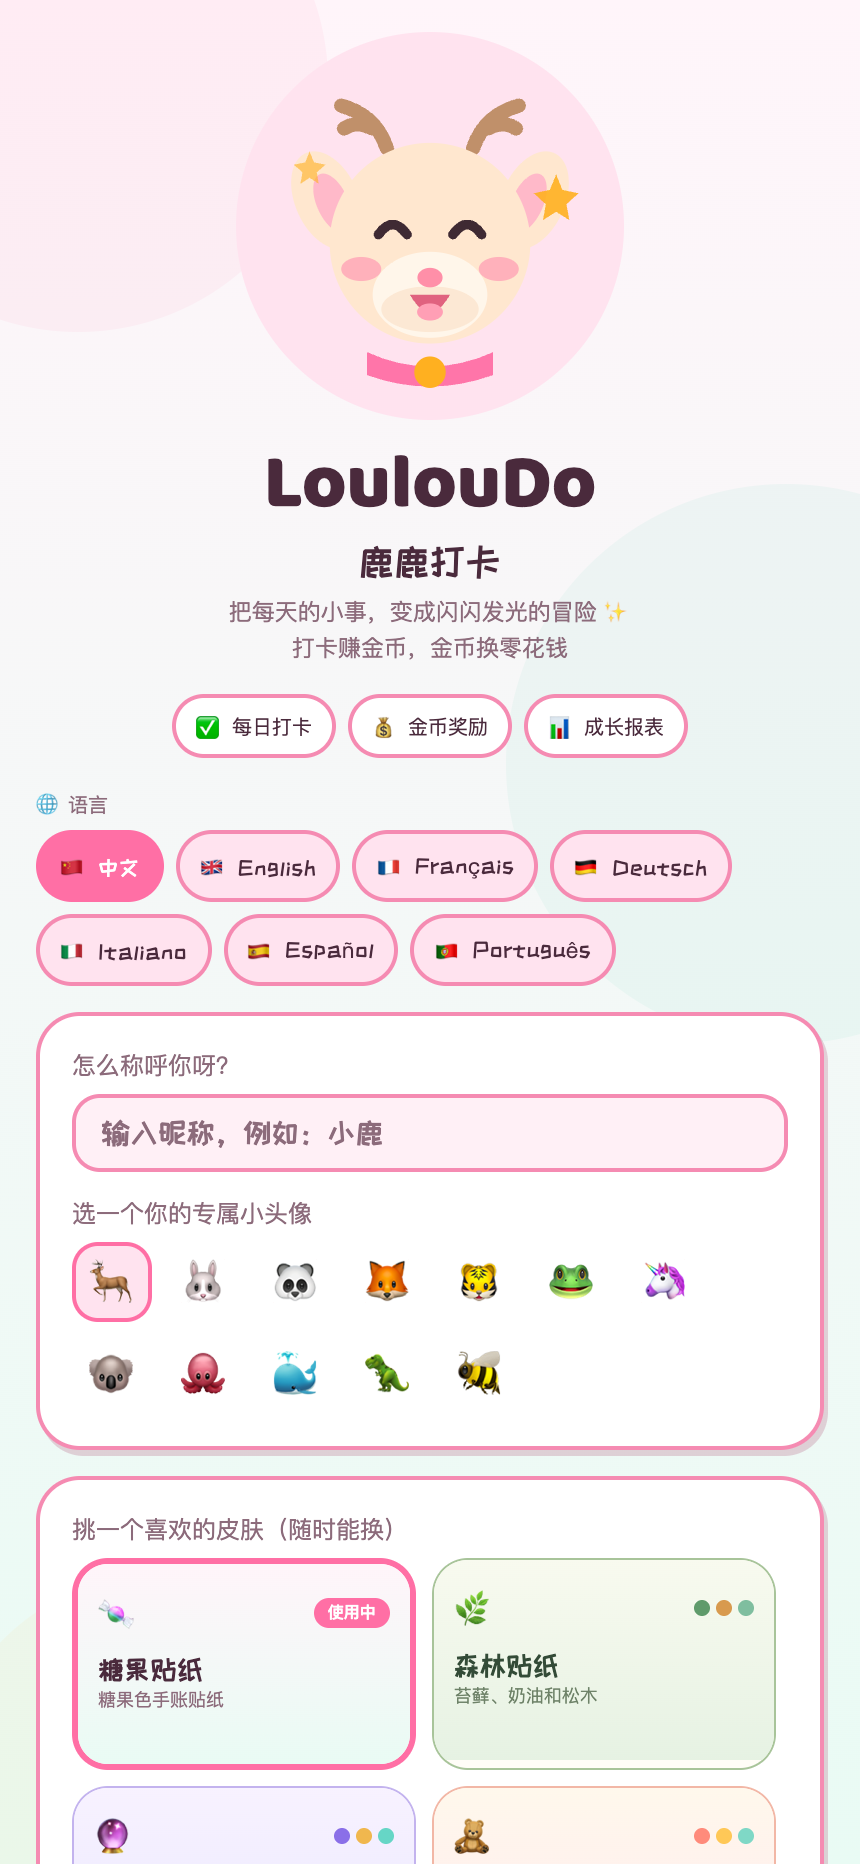 LoulouDo
鹿鹿打卡
把每天的小事，变成闪闪发光的冒险 ✨
打卡赚金币，金币换零花钱
✅ 每日打卡
💰 金币奖励
📊 成长报表
🌐 语言
🇨🇳 中文
🇬🇧 English
🇫🇷 Français
🇩🇪 Deutsch
🇮🇹 Italiano
🇪🇸 Español
🇵🇹 Português
怎么称呼你呀？
输入昵称，例如：小鹿
选一个你的专属小头像
挑一个喜欢的皮肤（随时能换）
使用中
糖果贴纸
糖果色手账贴纸
森林贴纸
苔藓、奶油和松木